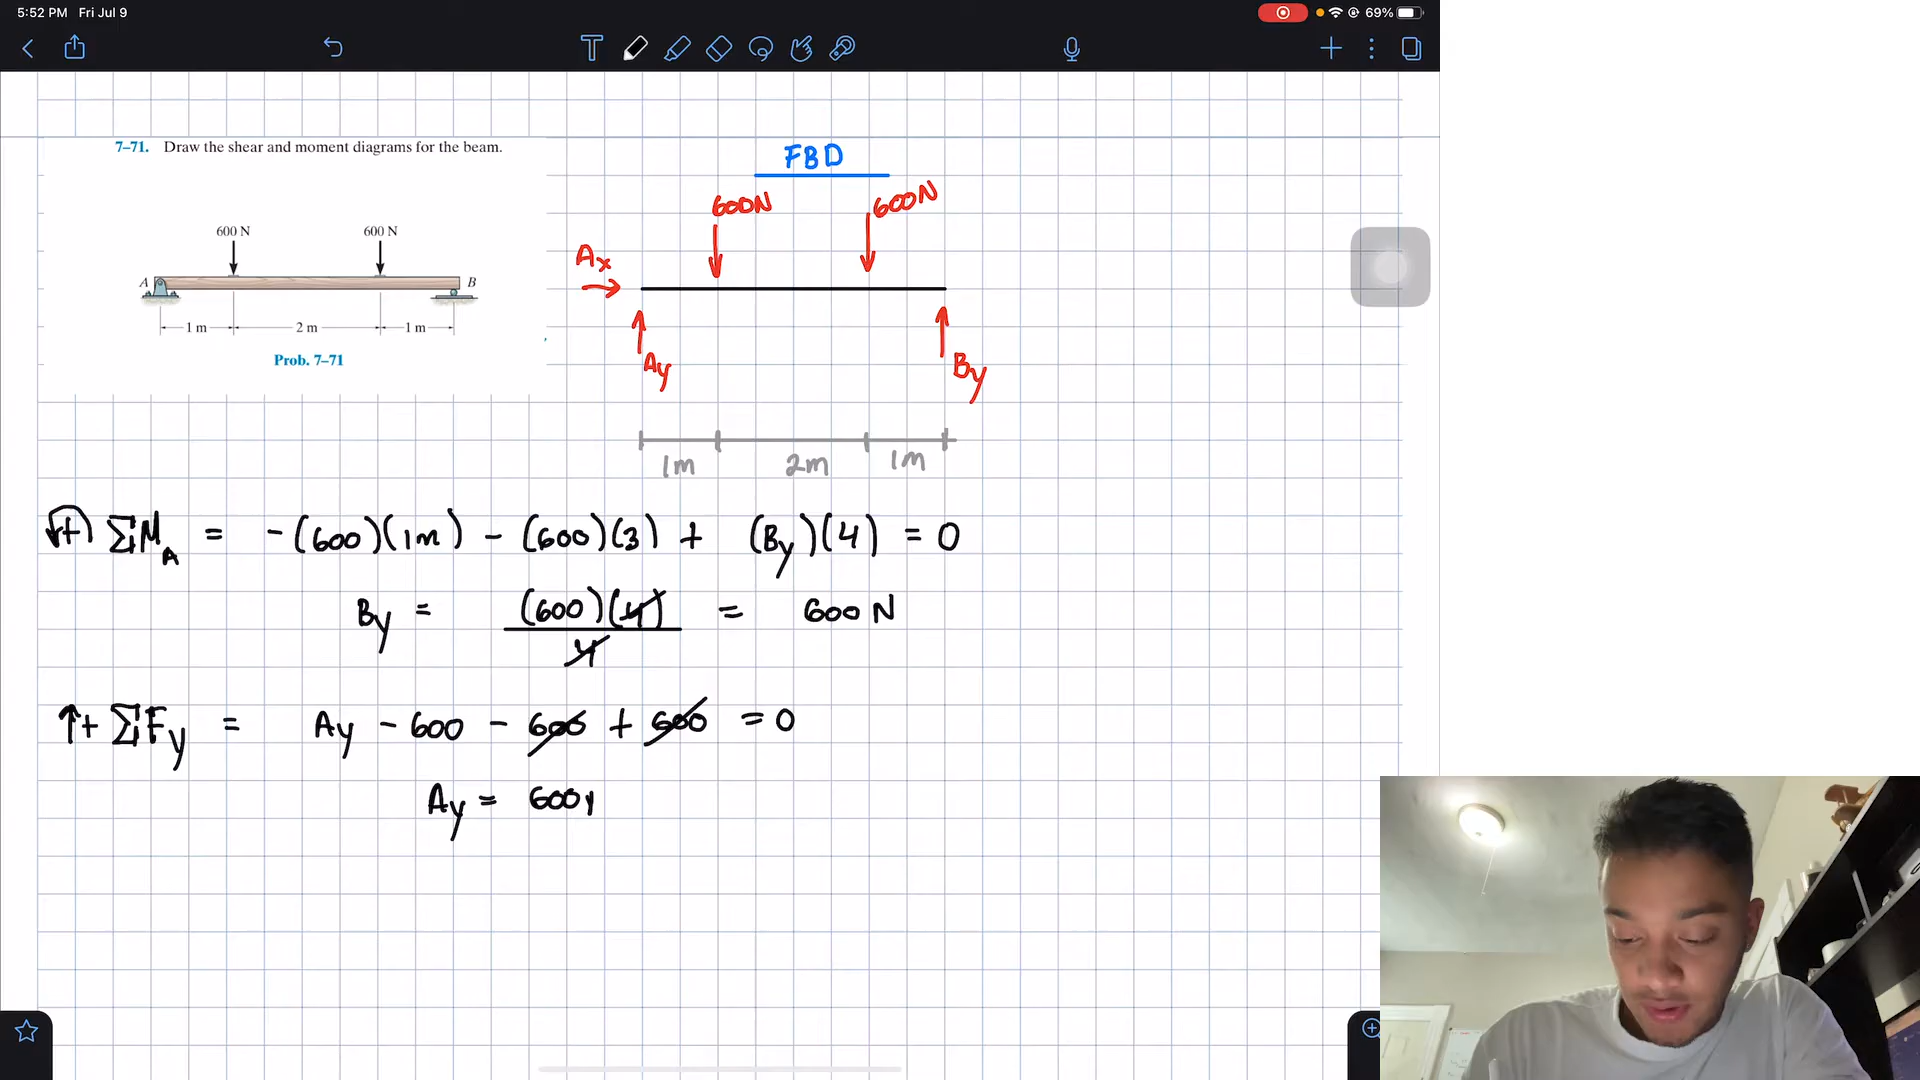 5:52 PM Fri Jul 9
69%
7–71. Draw the shear and moment diagrams for the beam.
600 N 600 N
A B
1 m 2 m 1 m
Prob. 7–71
FBD
600N 600N
Ax
Ay By
1m 2m 1m
+ ΣM_A = -(600)(1m) - (600)(3) + (By)(4) = 0
By = (600)(4) / 4 = 600 N
↑+ ΣFy = Ay - 600 - 600 + 600 = 0
Ay = 600